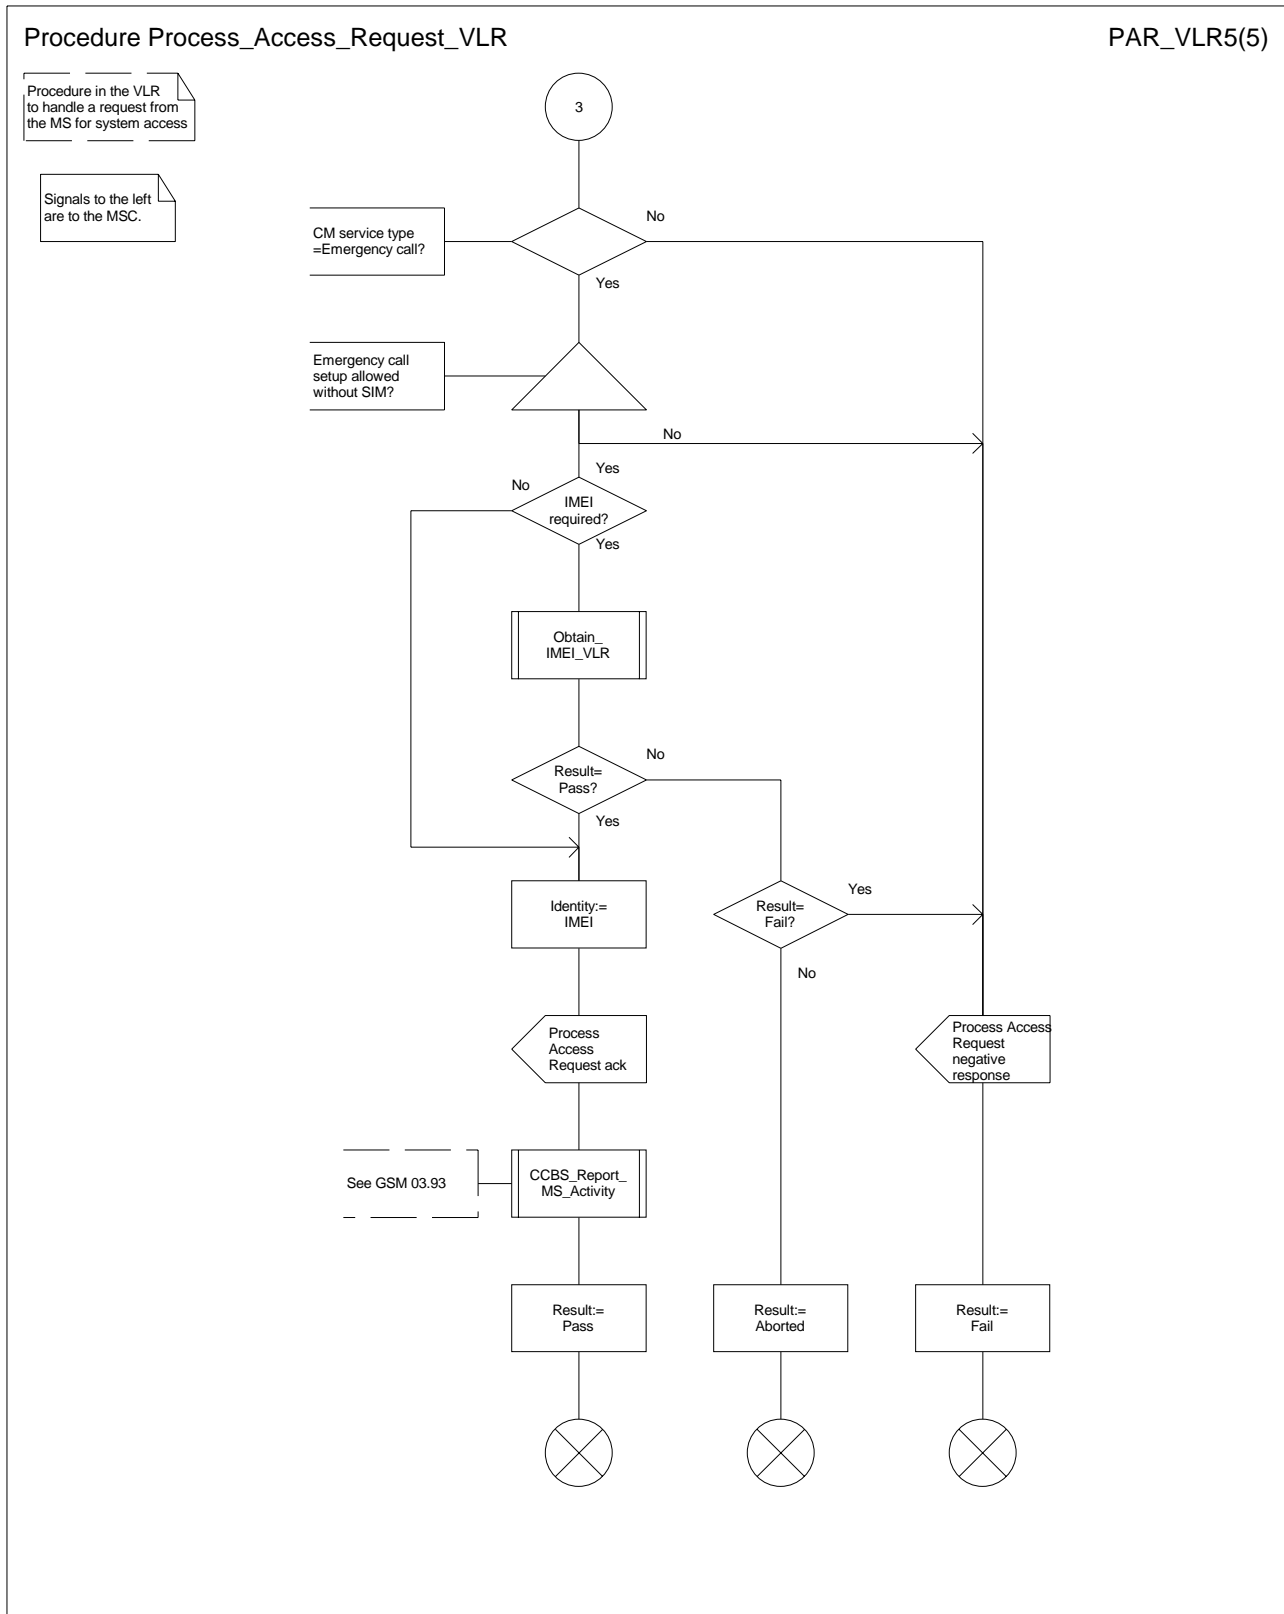 Procedure Process_Access_Request_VLR
PAR_VLR5(5)
Procedure in the VLR
to handle a request from
the MS for system access
3
Signals to the left
are to the MSC.
CM service type
=Emergency call?
No
Yes
Emergency call
setup allowed
without SIM?
No
Yes
No
IMEI
required?
Yes
Obtain_
IMEI_VLR
Result=
Pass?
No
Yes
Identity:=
IMEI
Result=
Fail?
Yes
No
Process
Access
Request ack
Process Access
Request
negative
response
See GSM 03.93
CCBS_Report_
MS_Activity
Result:=
Pass
Result:=
Aborted
Result:=
Fail